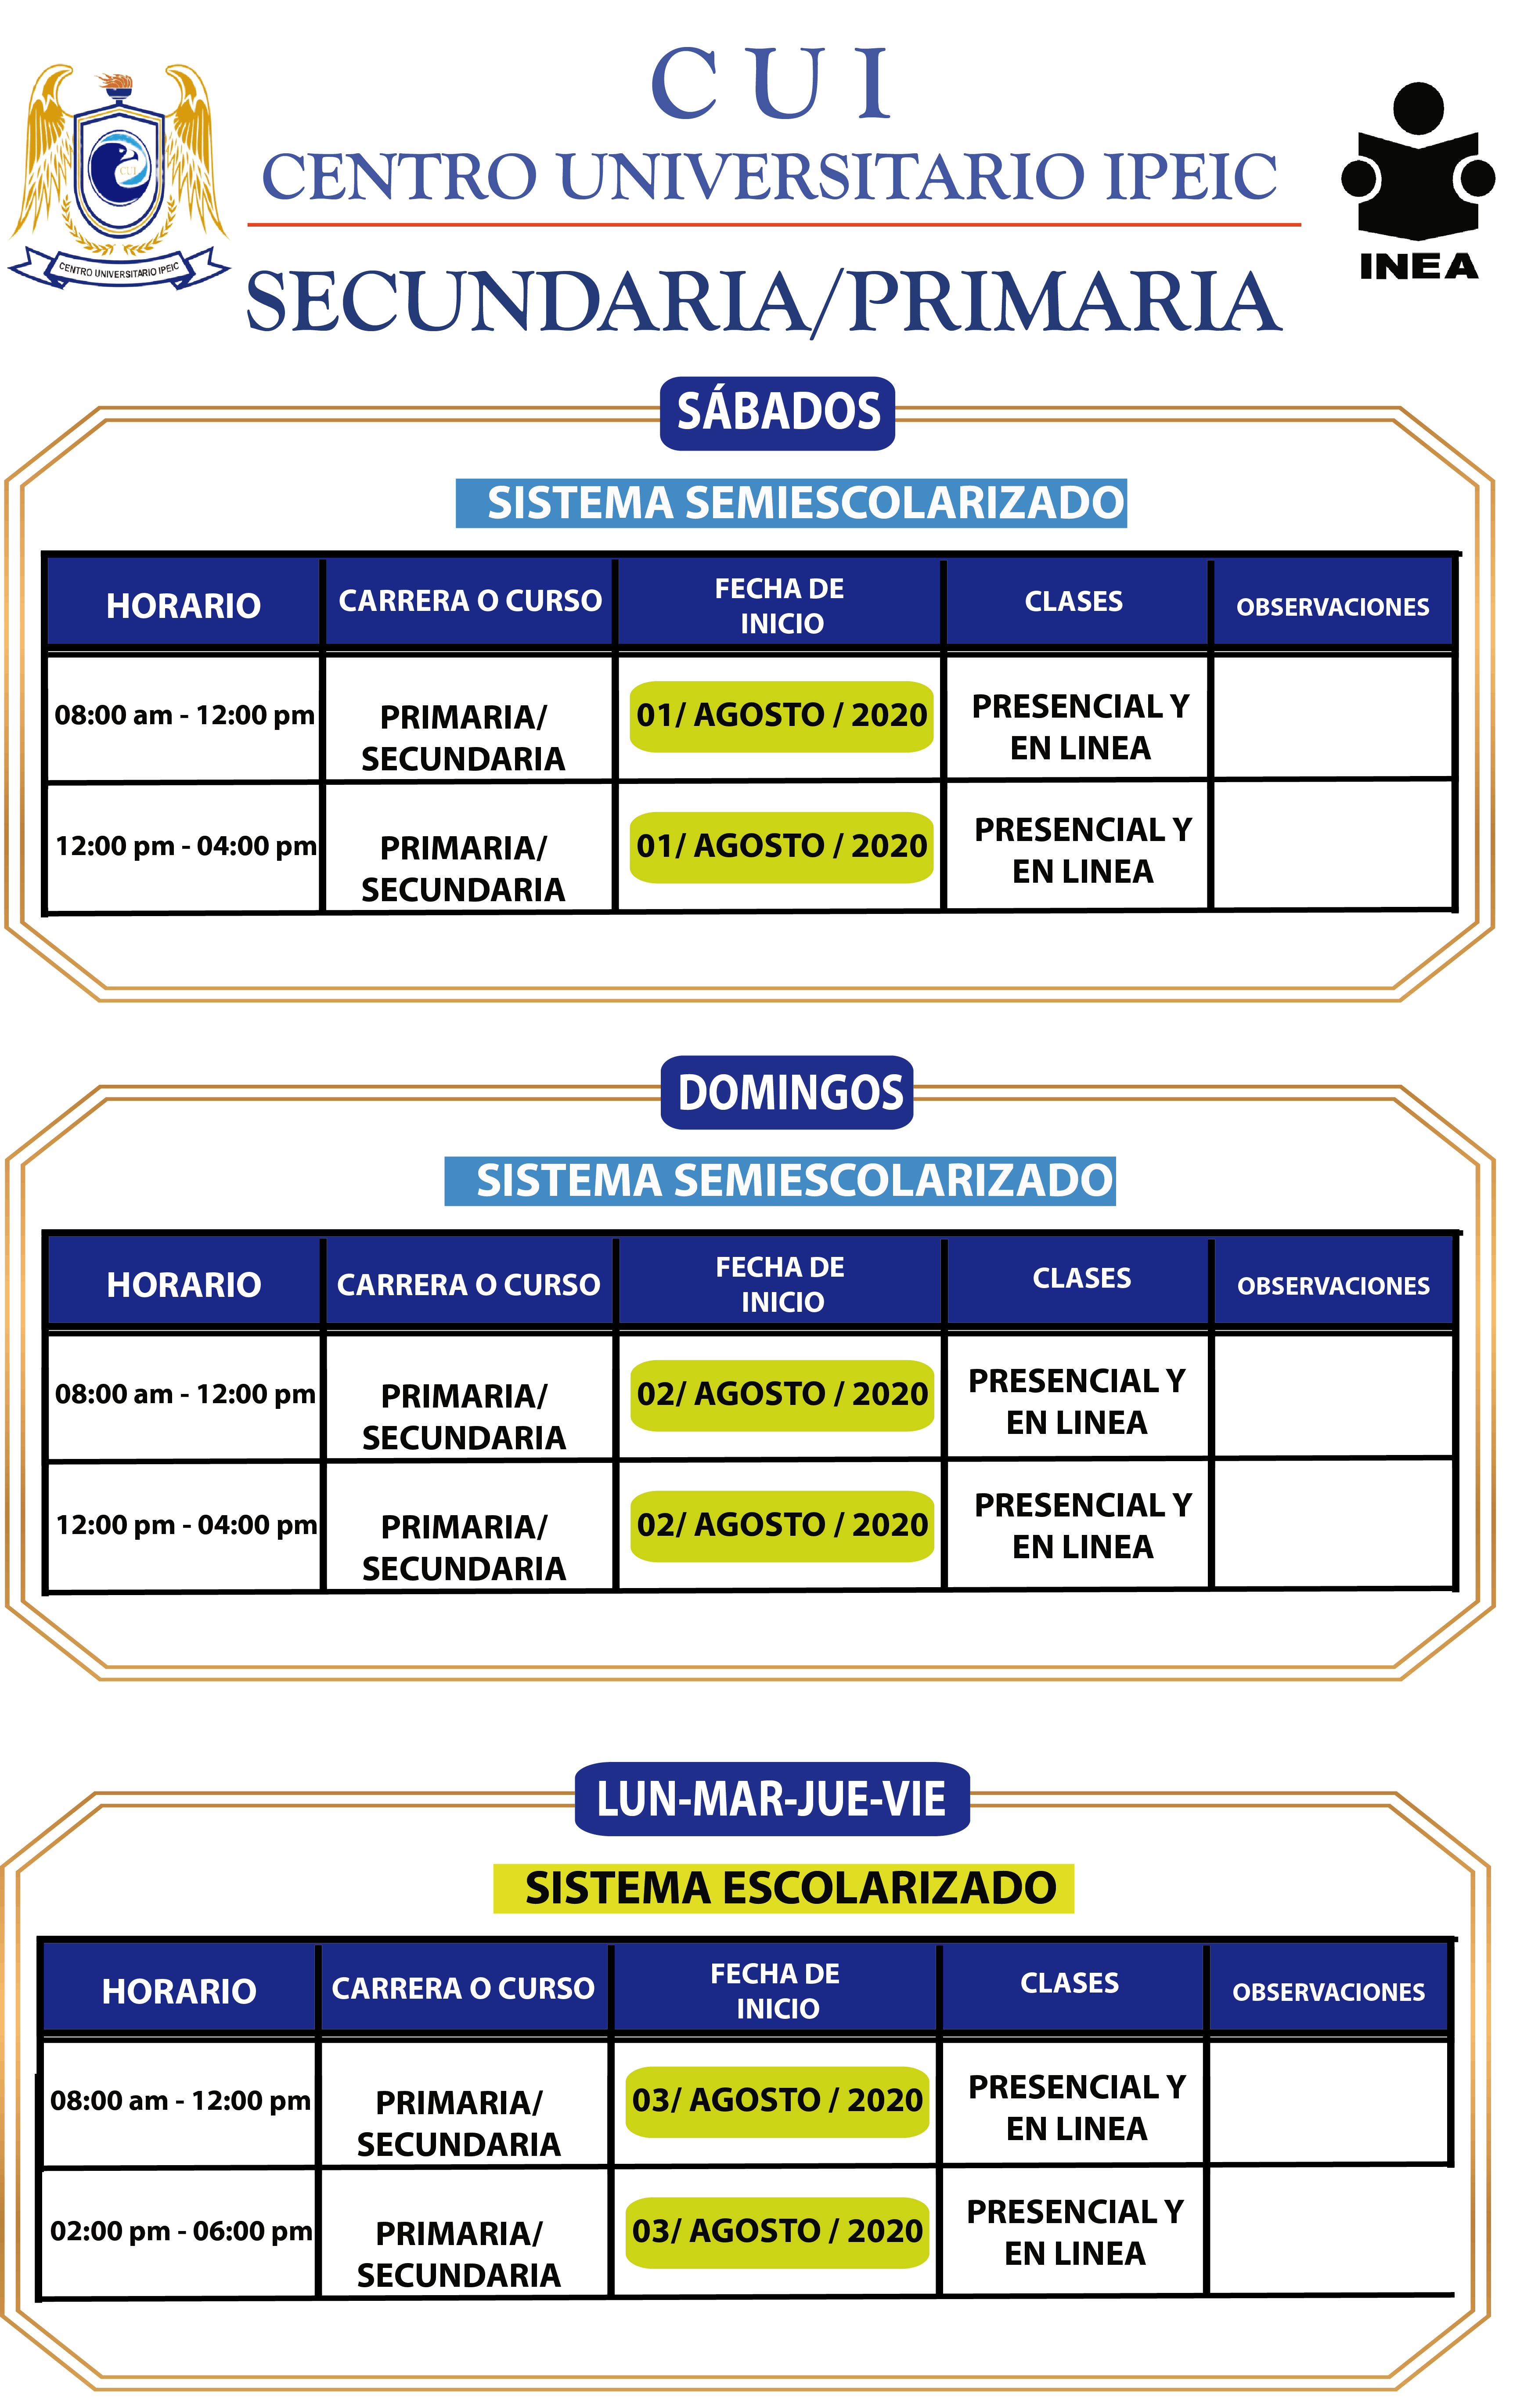 C U I
CENTRO UNIVERSITARIO IPEIC
CUI
CENTRO UNIVERSITARIO IPEIC
INEA
SECUNDARIA/PRIMARIA
SÁBADOS
SISTEMA SEMIESCOLARIZADO
HORARIO
CARRERA O CURSO
FECHA DE
INICIO
CLASES
OBSERVACIONES
08:00 am - 12:00 pm
PRIMARIA/
SECUNDARIA
01/ AGOSTO / 2020
PRESENCIAL Y
EN LINEA
12:00 pm - 04:00 pm
PRIMARIA/
SECUNDARIA
01/ AGOSTO / 2020
PRESENCIAL Y
EN LINEA
DOMINGOS
SISTEMA SEMIESCOLARIZADO
HORARIO
CARRERA O CURSO
FECHA DE
INICIO
CLASES
OBSERVACIONES
08:00 am - 12:00 pm
PRIMARIA/
SECUNDARIA
02/ AGOSTO / 2020
PRESENCIAL Y
EN LINEA
12:00 pm - 04:00 pm
PRIMARIA/
SECUNDARIA
02/ AGOSTO / 2020
PRESENCIAL Y
EN LINEA
LUN-MAR-JUE-VIE
SISTEMA ESCOLARIZADO
HORARIO
CARRERA O CURSO
FECHA DE
INICIO
CLASES
OBSERVACIONES
08:00 am - 12:00 pm
PRIMARIA/
SECUNDARIA
03/ AGOSTO / 2020
PRESENCIAL Y
EN LINEA
02:00 pm - 06:00 pm
PRIMARIA/
SECUNDARIA
03/ AGOSTO / 2020
PRESENCIAL Y
EN LINEA